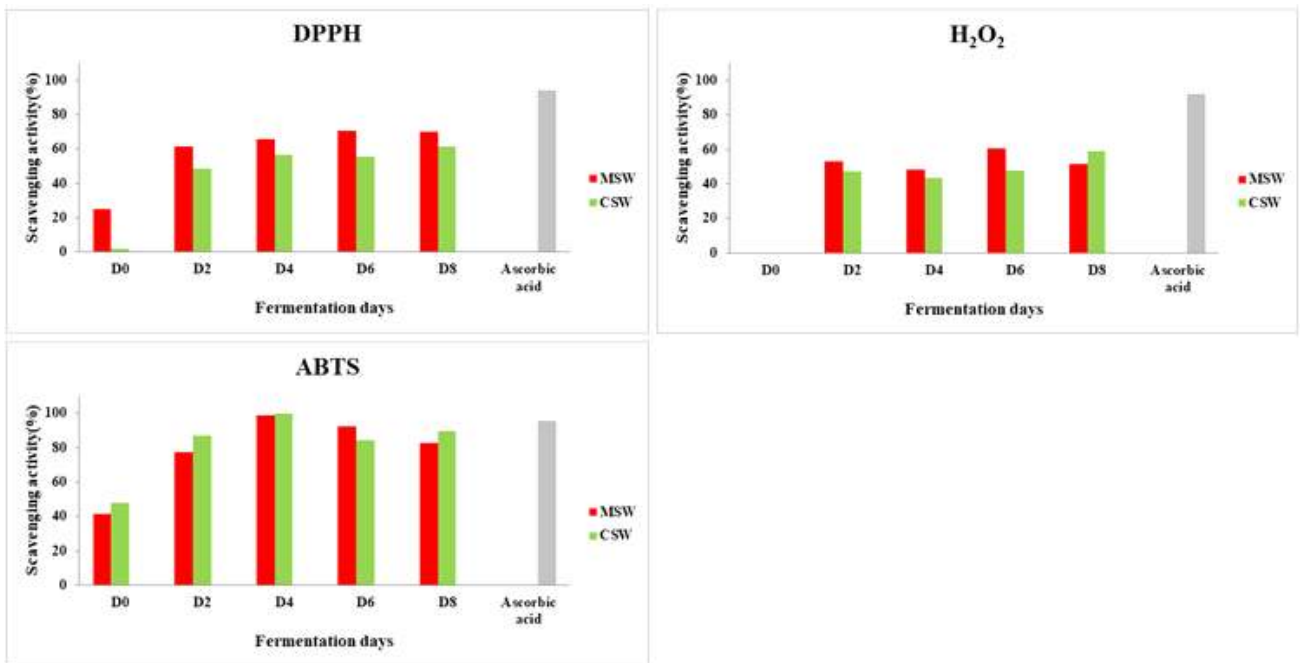 DPPH
Scavenging activity(%)
100
80
60
40
20
0
D0 D2 D4 D6 D8 Ascorbic
acid
Fermentation days
MSW
CSW
H₂O₂
Scavenging activity(%)
100
80
60
40
20
0
D0 D2 D4 D6 D8 Ascorbic
acid
Fermentation days
MSW
CSW
ABTS
Scavenging activity(%)
100
80
60
40
20
0
D0 D2 D4 D6 D8 Ascorbic
acid
Fermentation days
MSW
CSW